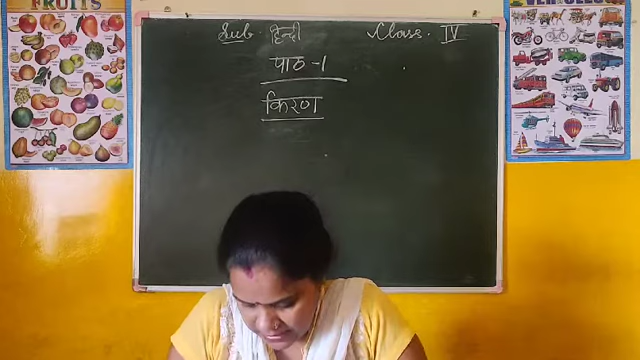 FRUITS
Sub. हिन्दी Class. IV
पाठ -1
किरण